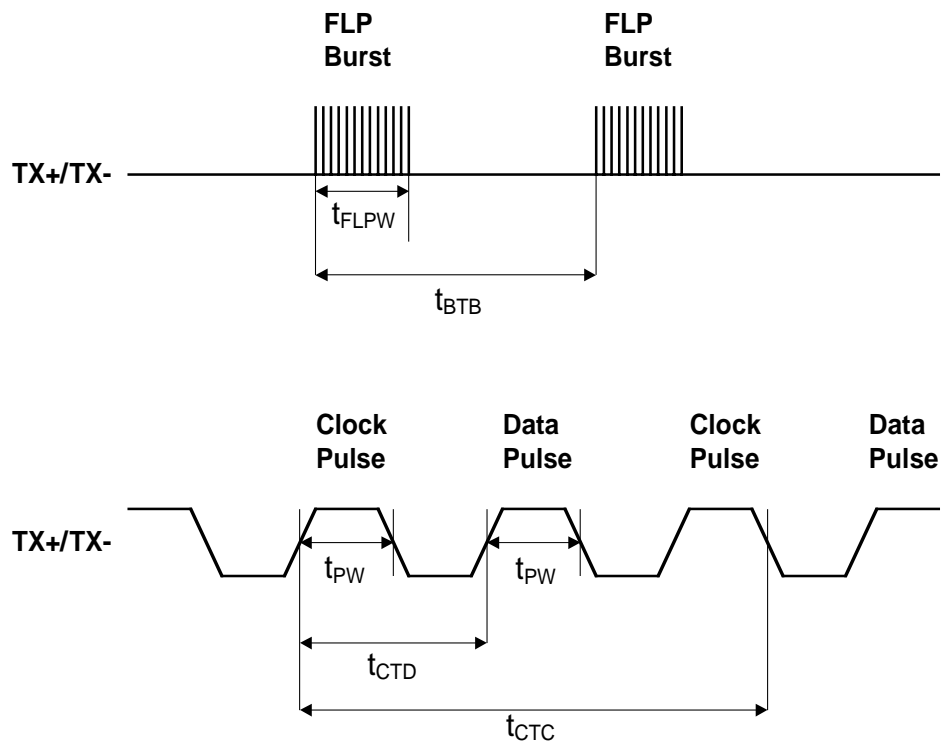 FLP
Burst
FLP
Burst
TX+/TX-
tFLPW
tBTB
Clock
Pulse
Data
Pulse
Clock
Pulse
Data
Pulse
TX+/TX-
tPW
tPW
tCTD
tCTC